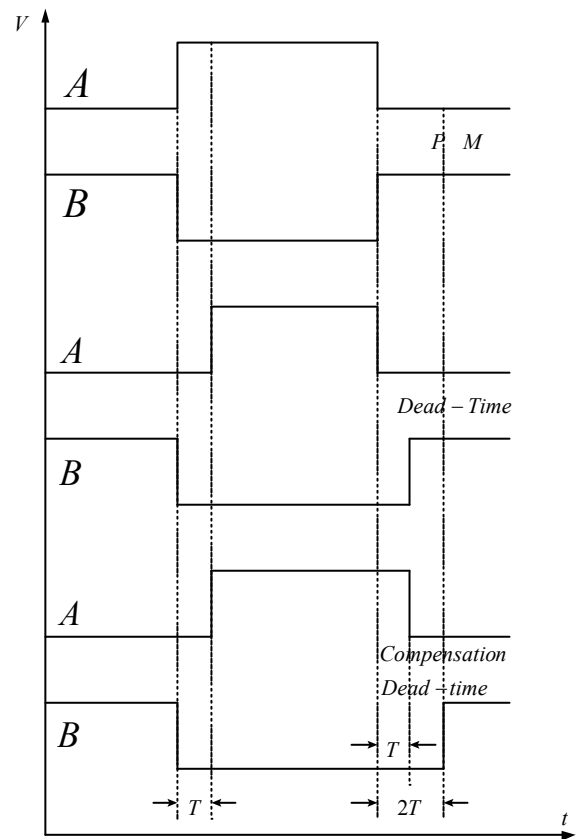 V
A
P M
B
A
Dead – Time
B
A
Compensation
Dead – time
B
T
T
2T
t